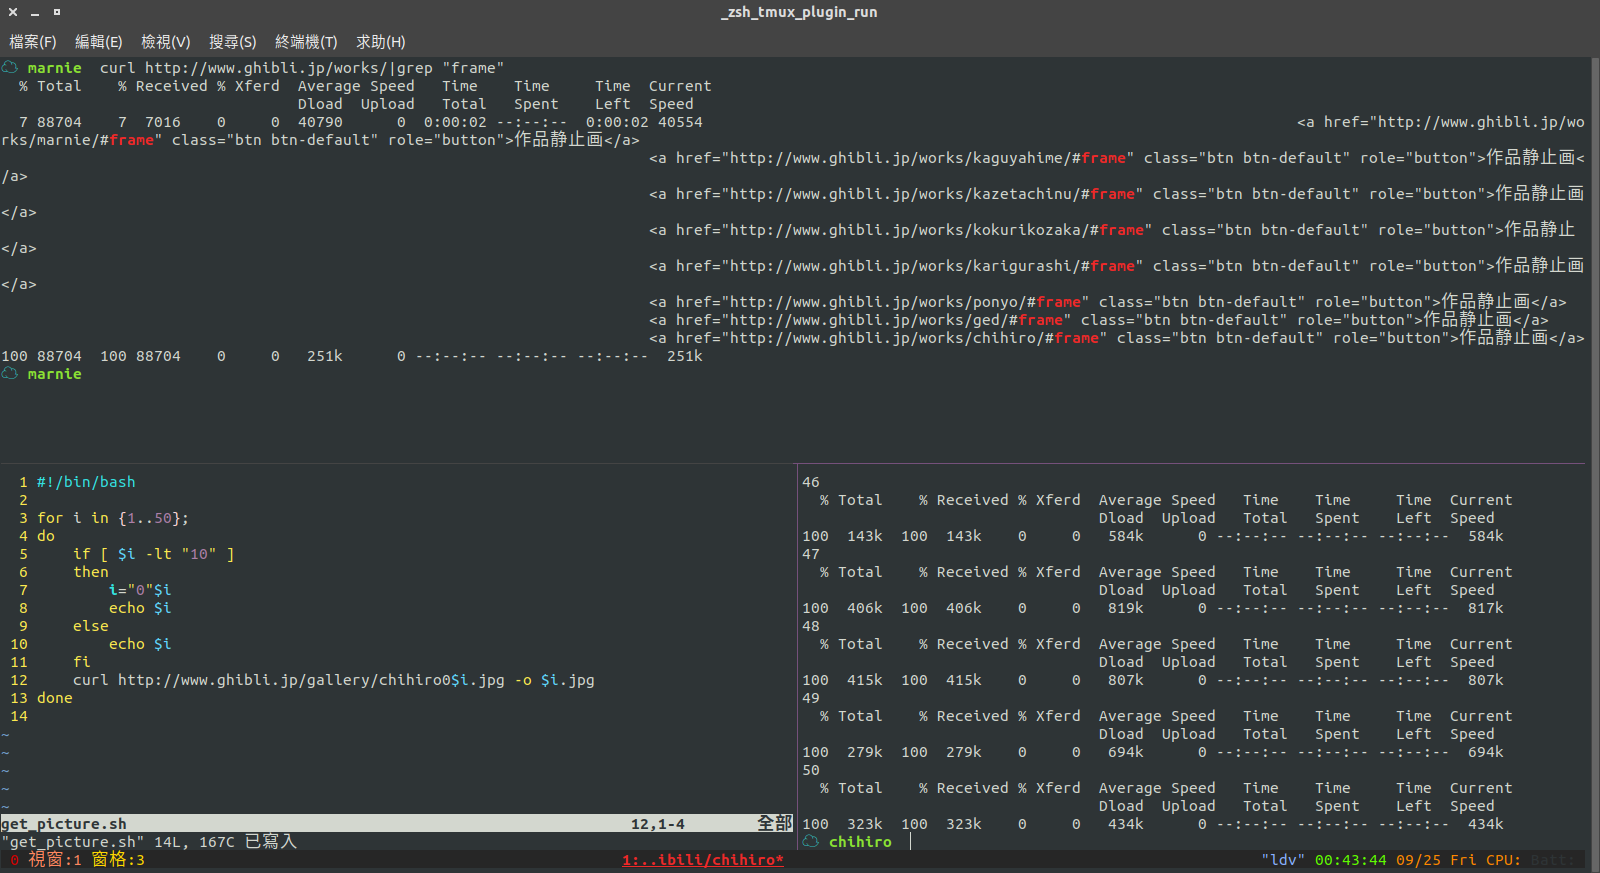 _zsh_tmux_plugin_run
檔案(F) 編輯(E) 檢視(V) 搜尋(S) 終端機(T) 求助(H)
marnie curl http://www.ghibli.jp/works/|grep "frame"
% Total % Received % Xferd Average Speed Time Time Time Current
Dload Upload Total Spent Left Speed
7 88704 7 7016 0 0 40790 0 0:00:02 --:--:-- 0:00:02 40554 <a href="http://www.ghibli.jp/wo
rks/marnie/#frame" class="btn btn-default" role="button">作品静止画</a>
<a href="http://www.ghibli.jp/works/kaguyahime/#frame" class="btn btn-default" role="button">作品静止画<
/a>
<a href="http://www.ghibli.jp/works/kazetachinu/#frame" class="btn btn-default" role="button">作品静止画
</a>
<a href="http://www.ghibli.jp/works/kokurikozaka/#frame" class="btn btn-default" role="button">作品静止
</a>
<a href="http://www.ghibli.jp/works/karigurashi/#frame" class="btn btn-default" role="button">作品静止画
</a>
<a href="http://www.ghibli.jp/works/ponyo/#frame" class="btn btn-default" role="button">作品静止画</a>
<a href="http://www.ghibli.jp/works/ged/#frame" class="btn btn-default" role="button">作品静止画</a>
<a href="http://www.ghibli.jp/works/chihiro/#frame" class="btn btn-default" role="button">作品静止画</a>
100 88704 100 88704 0 0 251k 0 --:--:-- --:--:-- --:--:-- 251k
marnie
1 #!/bin/bash
2
3 for i in {1..50};
4 do
5 if [ $i -lt "10" ]
6 then
7 i="0"$i
8 echo $i
9 else
10 echo $i
11 fi
12 curl http://www.ghibli.jp/gallery/chihiro0$i.jpg -o $i.jpg
13 done
14
~
~
~
~
~
get_picture.sh 12,1-4 全部
"get_picture.sh" 14L, 167C 已寫入
46
% Total % Received % Xferd Average Speed Time Time Time Current
Dload Upload Total Spent Left Speed
100 143k 100 143k 0 0 584k 0 --:--:-- --:--:-- --:--:-- 584k
47
% Total % Received % Xferd Average Speed Time Time Time Current
Dload Upload Total Spent Left Speed
100 406k 100 406k 0 0 819k 0 --:--:-- --:--:-- --:--:-- 817k
48
% Total % Received % Xferd Average Speed Time Time Time Current
Dload Upload Total Spent Left Speed
100 415k 100 415k 0 0 807k 0 --:--:-- --:--:-- --:--:-- 807k
49
% Total % Received % Xferd Average Speed Time Time Time Current
Dload Upload Total Spent Left Speed
100 279k 100 279k 0 0 694k 0 --:--:-- --:--:-- --:--:-- 694k
50
% Total % Received % Xferd Average Speed Time Time Time Current
Dload Upload Total Spent Left Speed
100 323k 100 323k 0 0 434k 0 --:--:-- --:--:-- --:--:-- 434k
chihiro
0 視窗:1 窗格:3 1:..ibili/chihiro* "ldv" 00:43:44 09/25 Fri CPU: Batt: